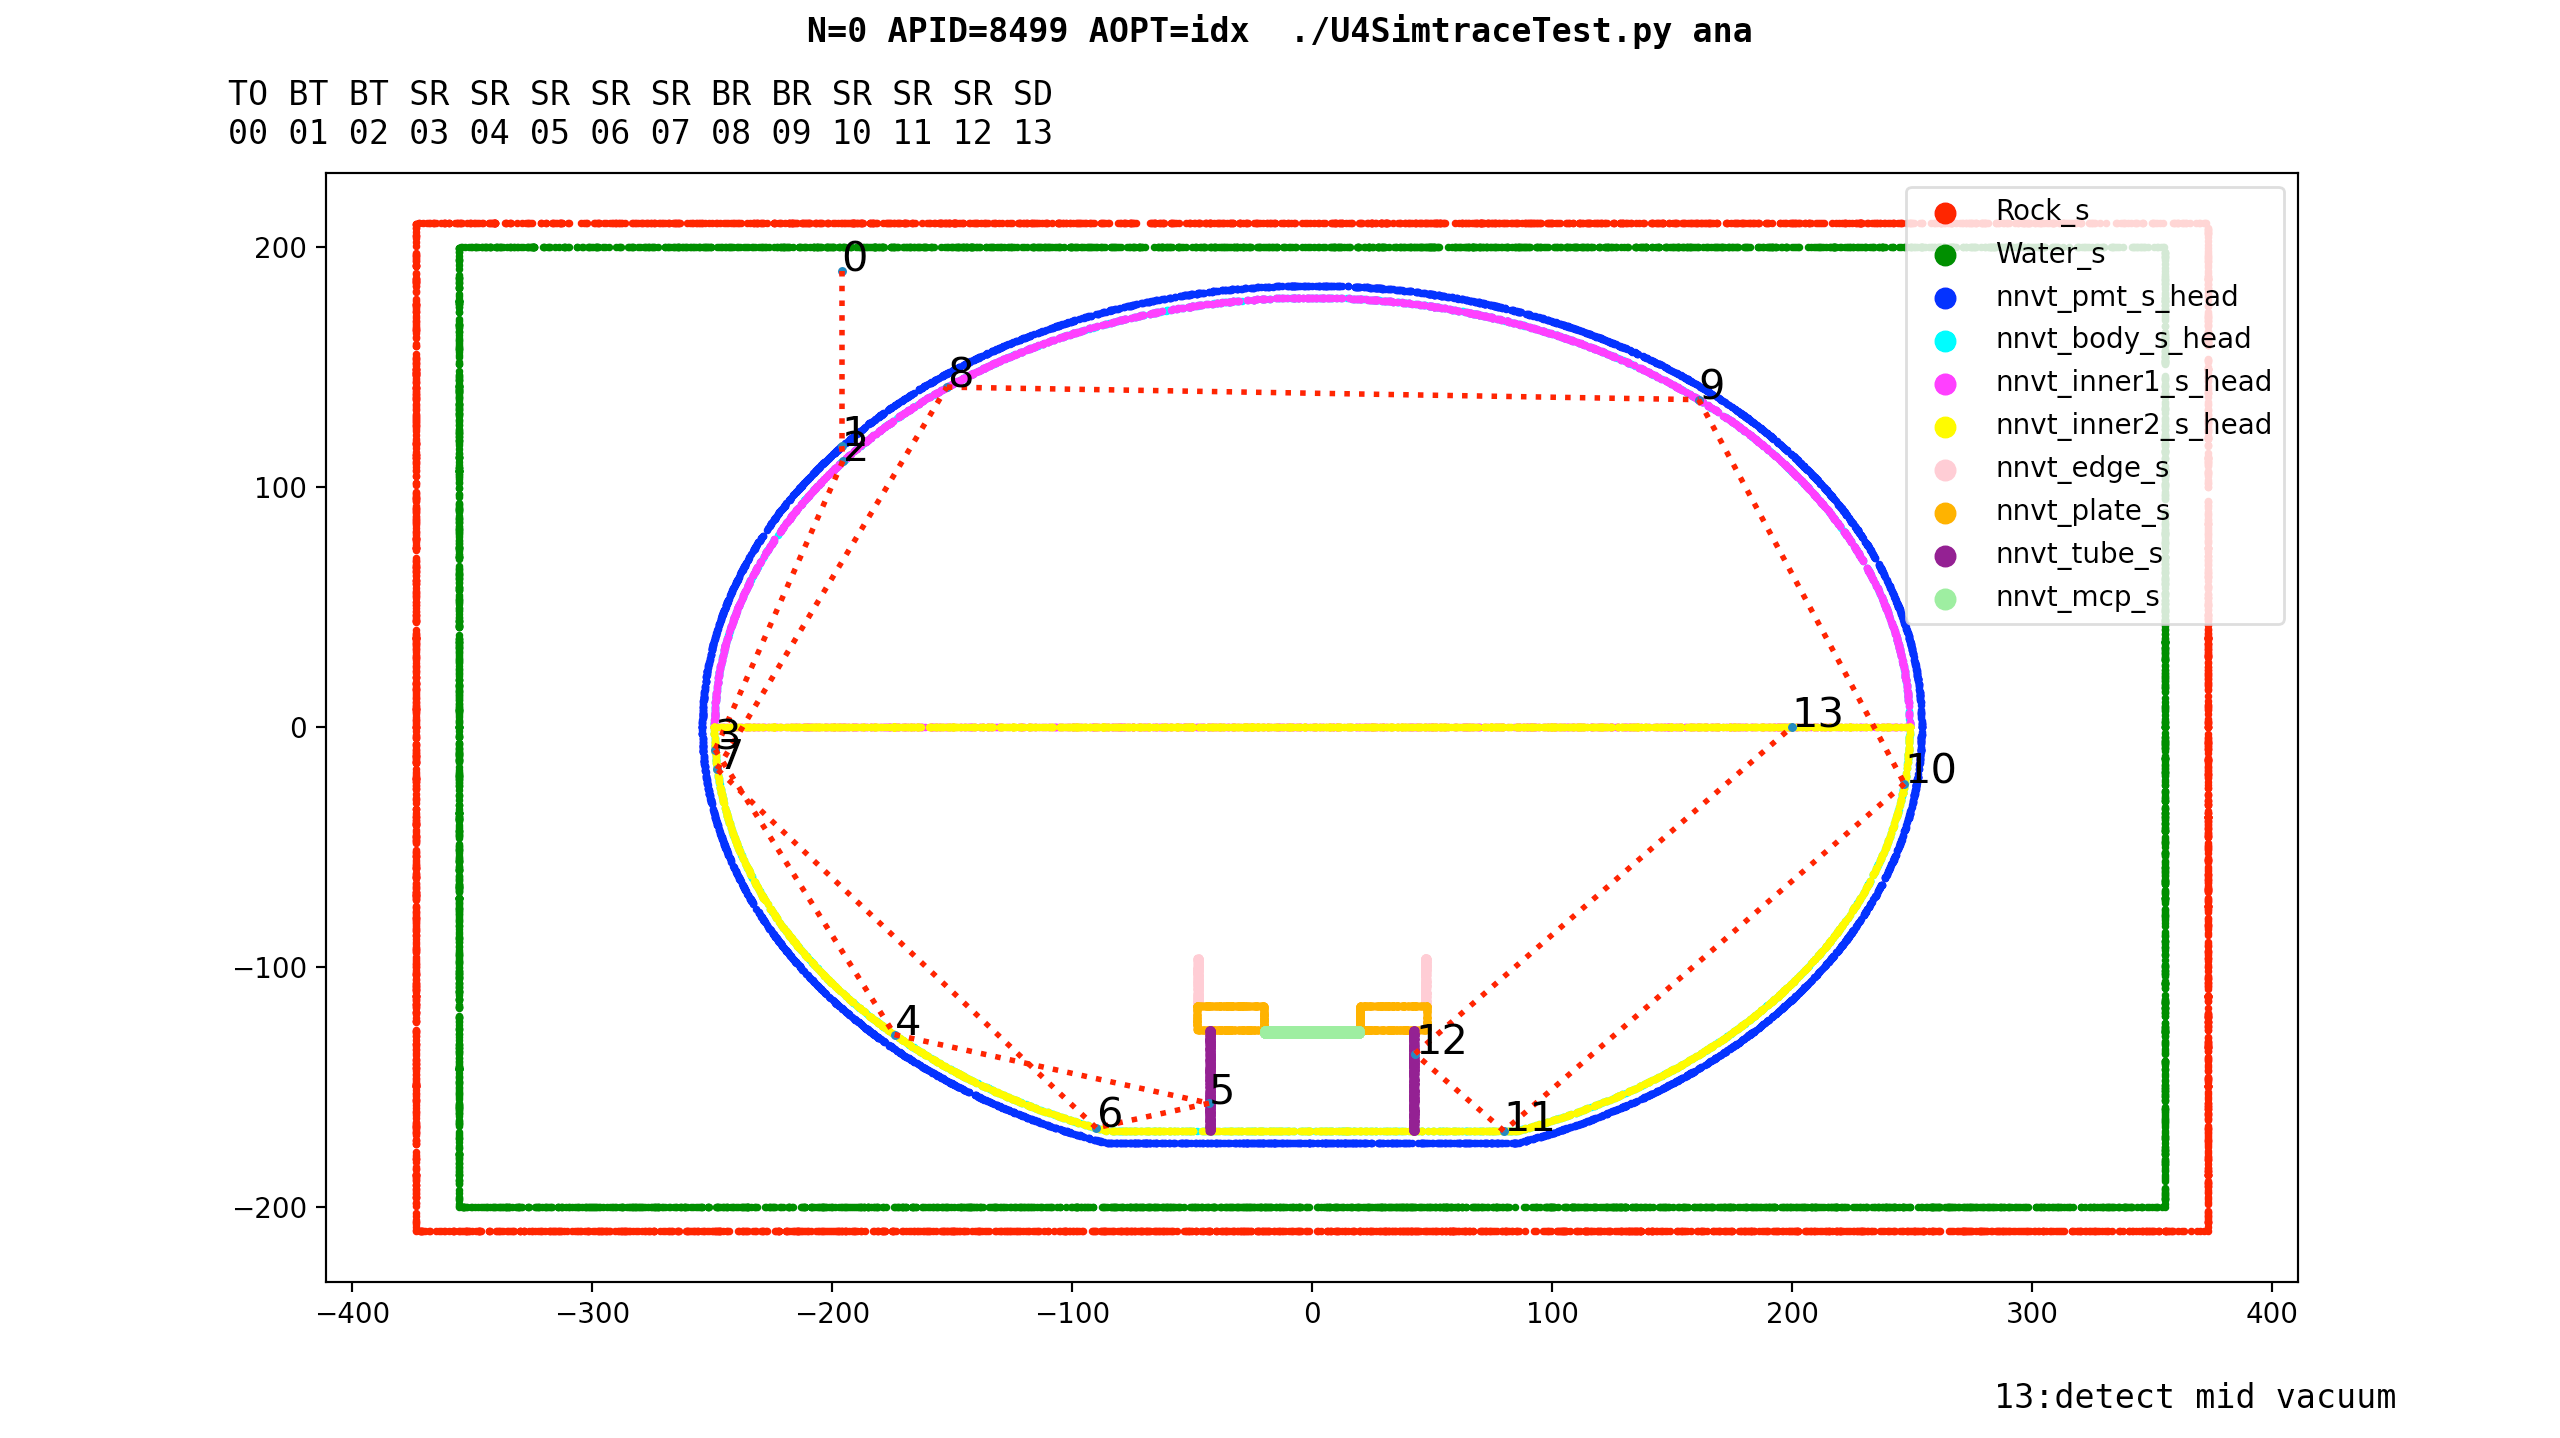 N=0 APID=8499 AOPT=idx  ./U4SimtraceTest.py ana
TO BT BT SR SR SR SR SR BR BR SR SR SR SD
00 01 02 03 04 05 06 07 08 09 10 11 12 13
Rock_s
Water_s
nnvt_pmt_s_head
nnvt_body_s_head
nnvt_inner1_s_head
nnvt_inner2_s_head
nnvt_edge_s
nnvt_plate_s
nnvt_tube_s
nnvt_mcp_s
200
100
0
−100
−200
0
8
9
1
2
13
3
7
10
4
12
5
6
11
−400 −300 −200 −100 0 100 200 300 400
13:detect mid vacuum